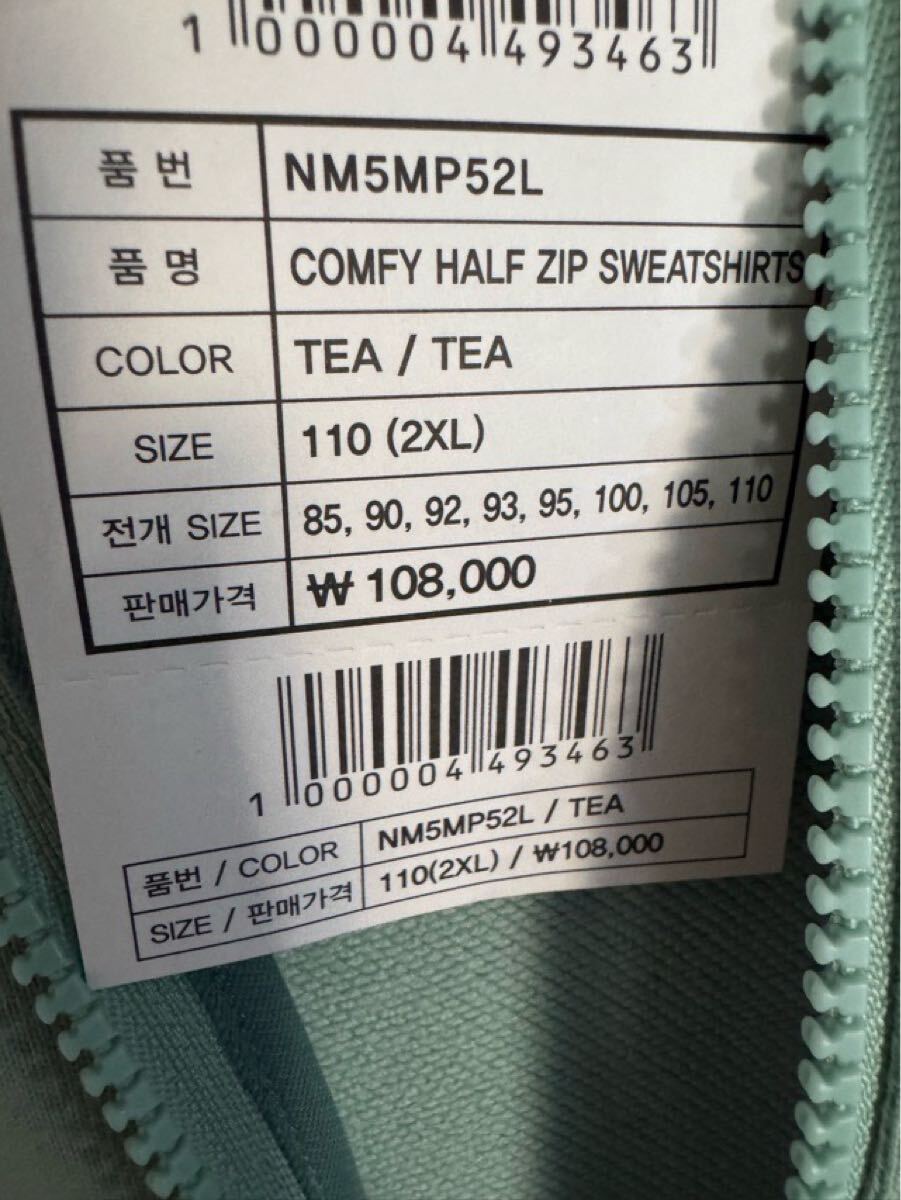 1 000004 493463
품 번 NM5MP52L
품 명 COMFY HALF ZIP SWEATSHIRTS
COLOR TEA / TEA
SIZE 110 (2XL)
전개 SIZE 85, 90, 92, 93, 95, 100, 105, 110
판매가격 ₩ 108,000
1 000004 493463
품번 / COLOR NM5MP52L / TEA
SIZE / 판매가격 110(2XL) / ₩108,000